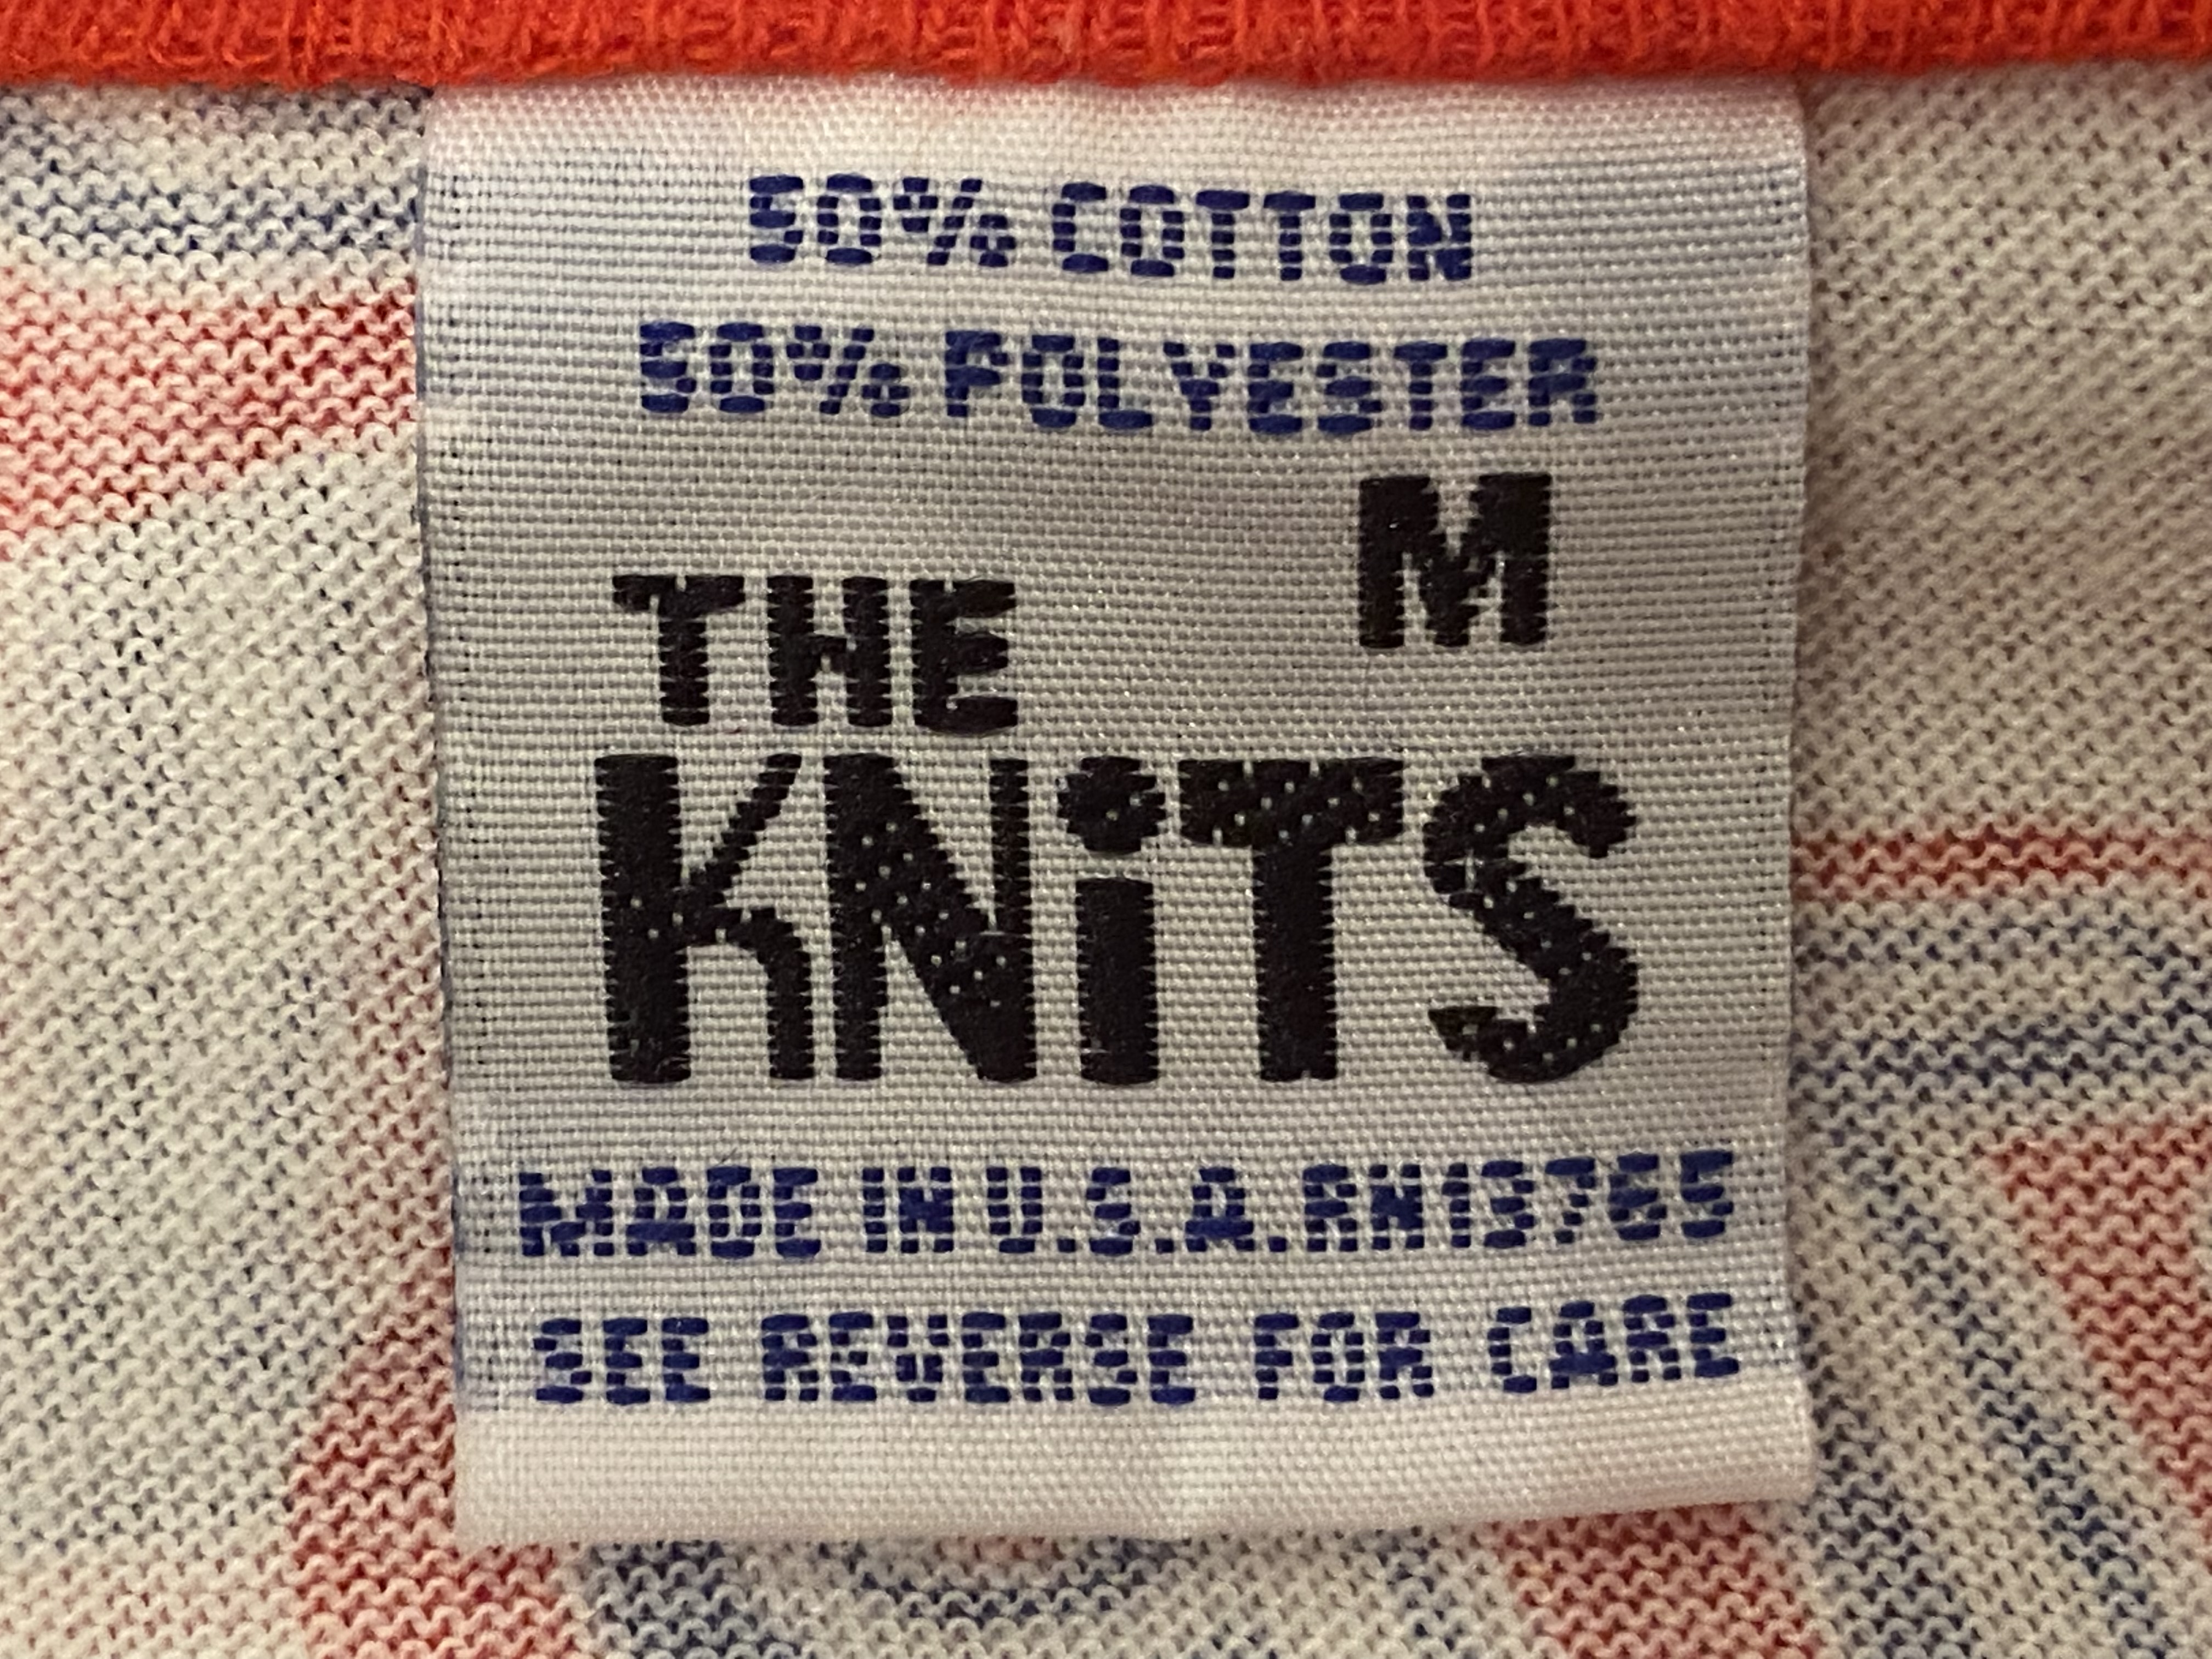 50% COTTON
50% POLYESTER
M
THE
KNiTS
MADE IN U.S.A. RN13765
SEE REVERSE FOR CARE